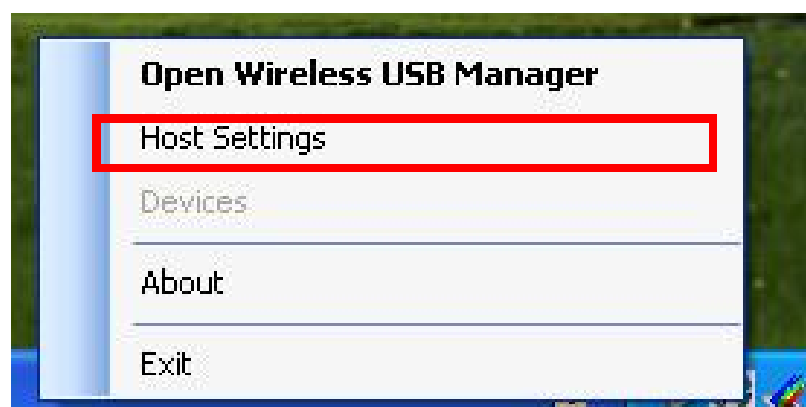 Open Wireless USB Manager
Host Settings
Devices
About
Exit